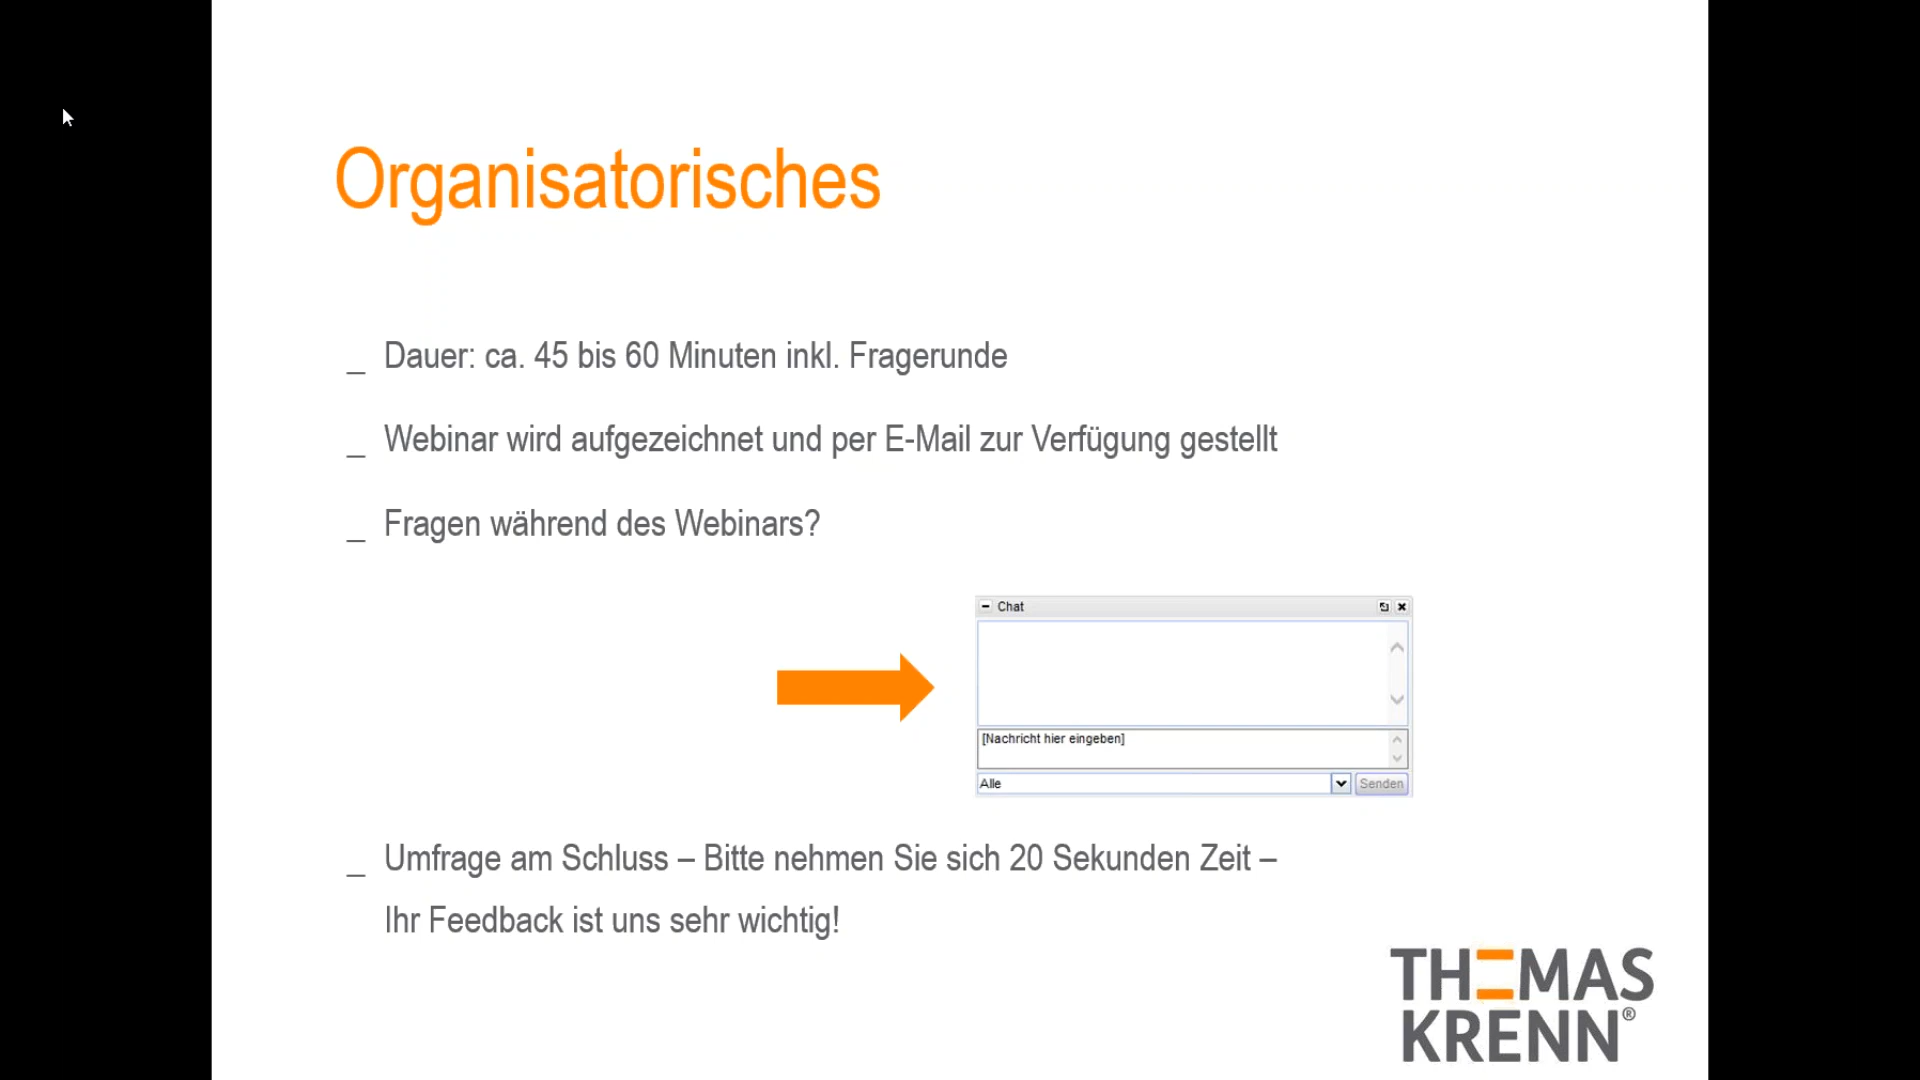 Organisatorisches
_ Dauer: ca. 45 bis 60 Minuten inkl. Fragerunde
_ Webinar wird aufgezeichnet und per E-Mail zur Verfügung gestellt
_ Fragen während des Webinars?
Chat
[Nachricht hier eingeben]
Alle
Senden
_ Umfrage am Schluss – Bitte nehmen Sie sich 20 Sekunden Zeit –
Ihr Feedback ist uns sehr wichtig!
THOMAS
KRENN®